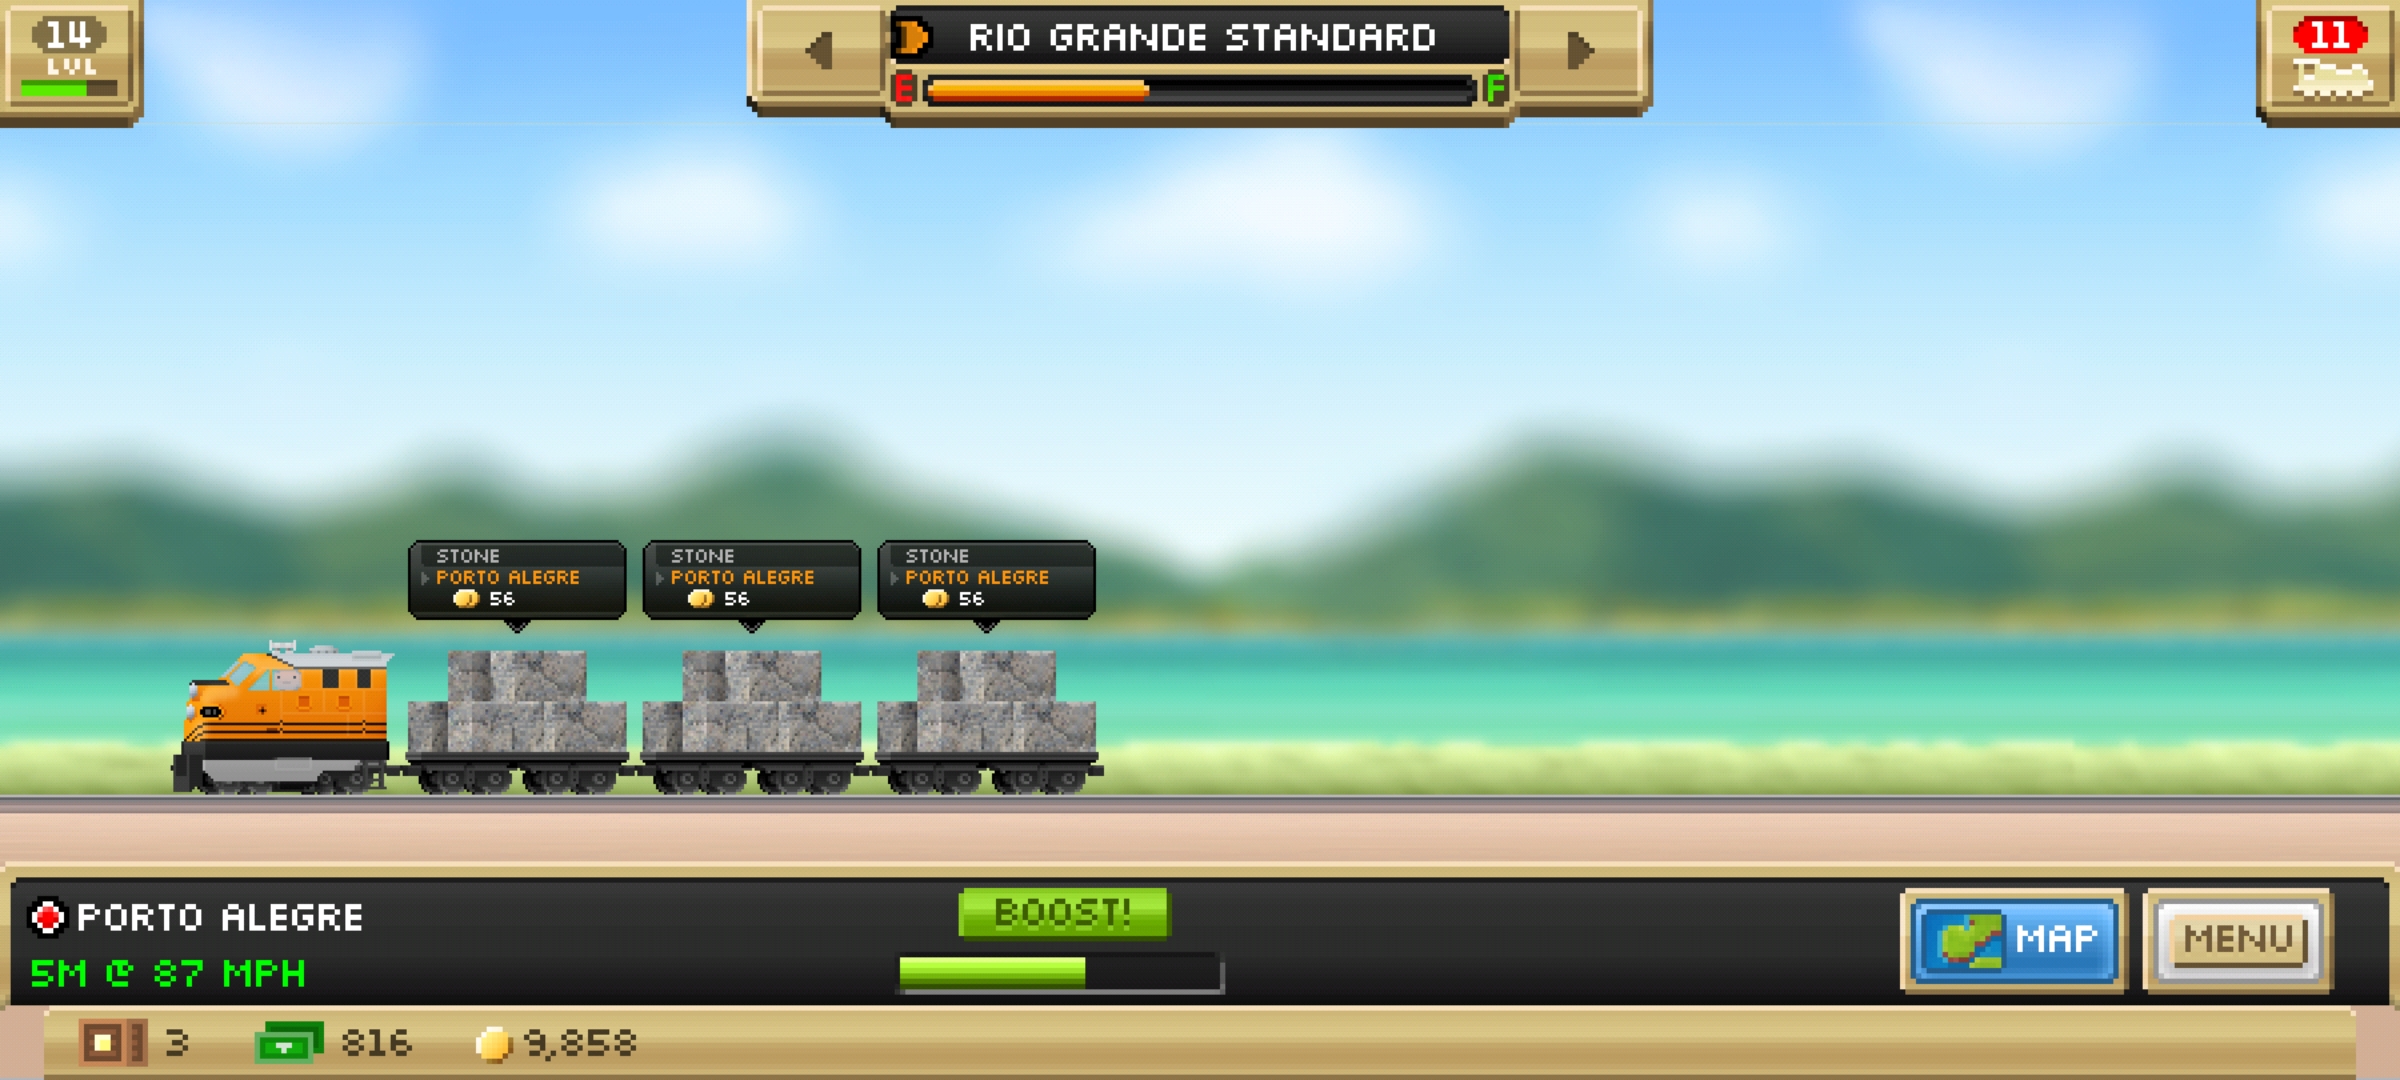 14
LVL
RIO GRANDE STANDARD
E F
11
STONE
PORTO ALEGRE
56
STONE
PORTO ALEGRE
56
STONE
PORTO ALEGRE
56
PORTO ALEGRE
5M @ 87 MPH
BOOST!
MAP
MENU
3
816
9,858